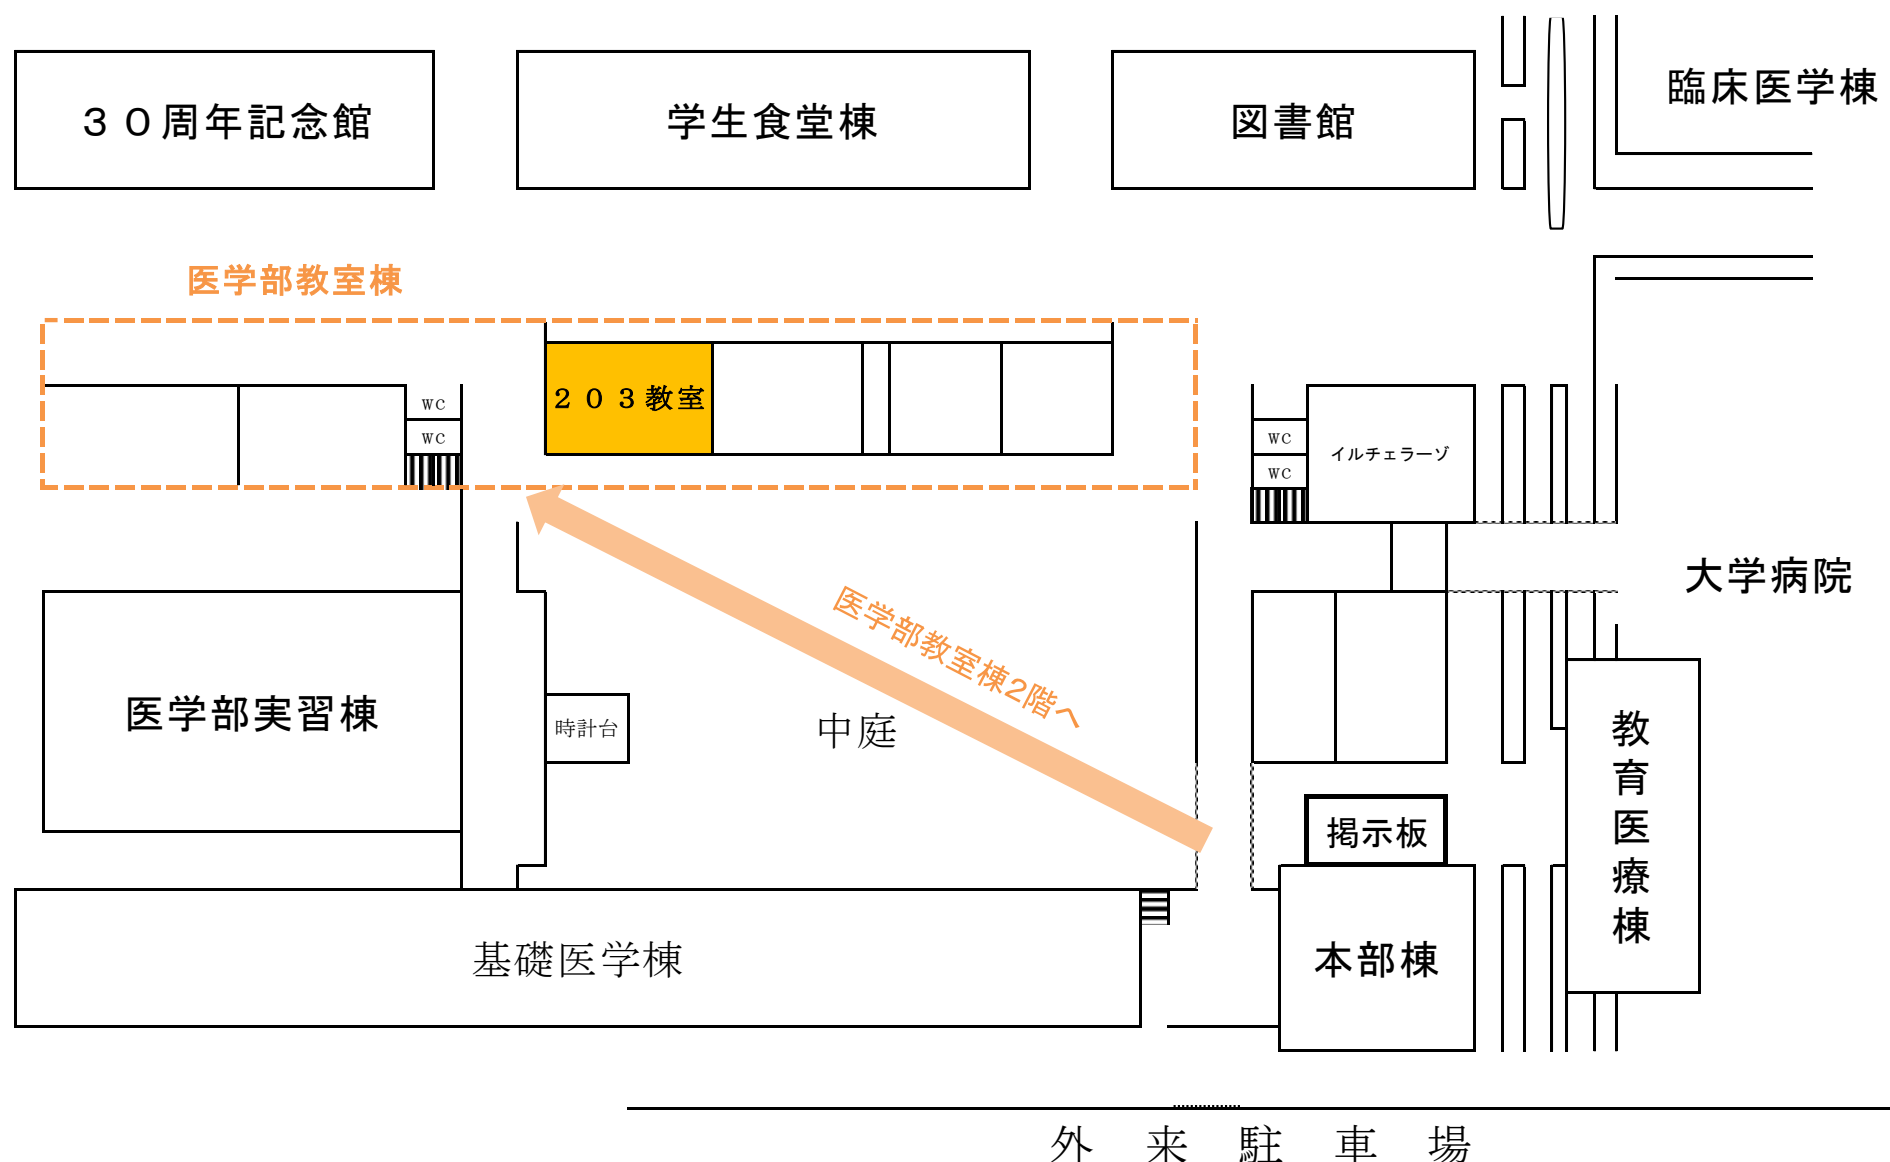 ３０周年記念館
学生食堂棟
図書館
臨床医学棟
医学部教室棟
２０３教室
WC
WC
WC
WC
イルチェラーゾ
大学病院
医学部教室棟2階へ
医学部実習棟
時計台
中庭
教育医療棟
掲示板
基礎医学棟
本部棟
外来駐車場